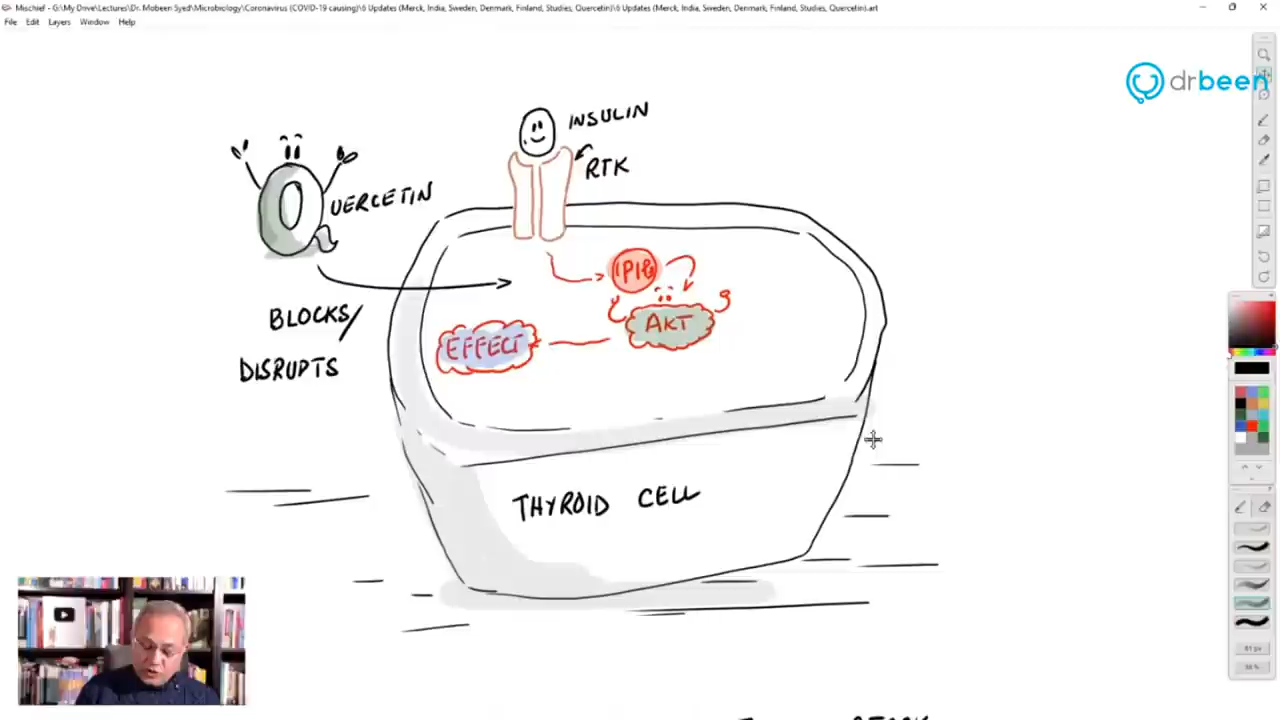 Mischief - G:\My Drive\Lectures\Dr. Mobeen Syed\Microbiology\Coronavirus (COVID-19 causing)\6 Updates (Merck, India, Sweden, Denmark, Finland, Studies, Quercetin)\6 Updates (Merck, India, Sweden, Denmark, Finland, Studies, Quercetin).art
File Edit Layers Window Help
drbeen
INSULIN
RTK
QUERCETIN
BLOCKS/
DISRUPTS
AKT
EFFECT
THYROID CELL